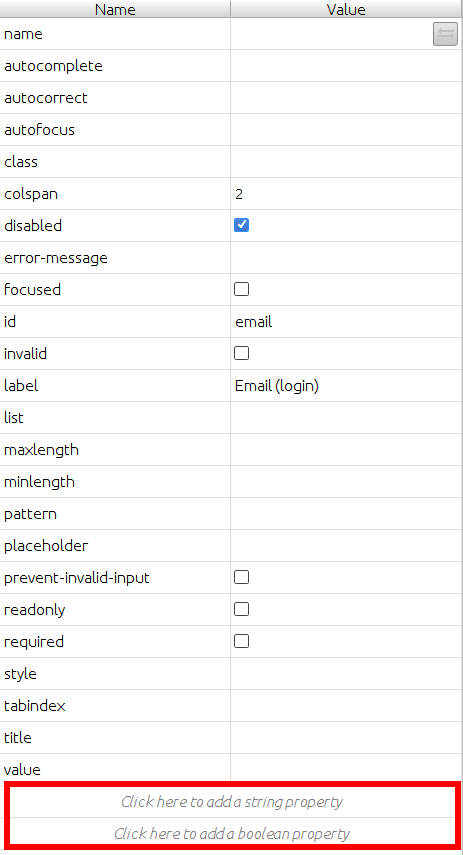 Name Value
name
autocomplete
autocorrect
autofocus
class
colspan 2
disabled
error-message
focused
id email
invalid
label Email (login)
list
maxlength
minlength
pattern
placeholder
prevent-invalid-input
readonly
required
style
tabindex
title
value
Click here to add a string property
Click here to add a boolean property